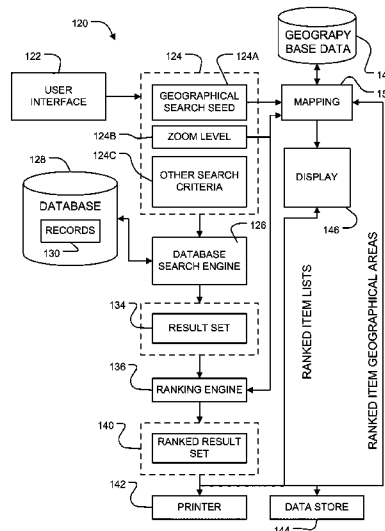 120
122
USER
INTERFACE
124
124A
GEOGRAPHICAL
SEARCH SEED
124B
ZOOM LEVEL
124C
OTHER SEARCH
CRITERIA
GEOGRAPY
BASE DATA
MAPPING
DISPLAY
146
128
DATABASE
RECORDS
130
126
DATABASE
SEARCH ENGINE
134
RESULT SET
136
RANKING ENGINE
140
RANKED RESULT
SET
142
PRINTER
DATA STORE
144
RANKED ITEM LISTS
RANKED ITEM GEOGRAPHICAL AREAS